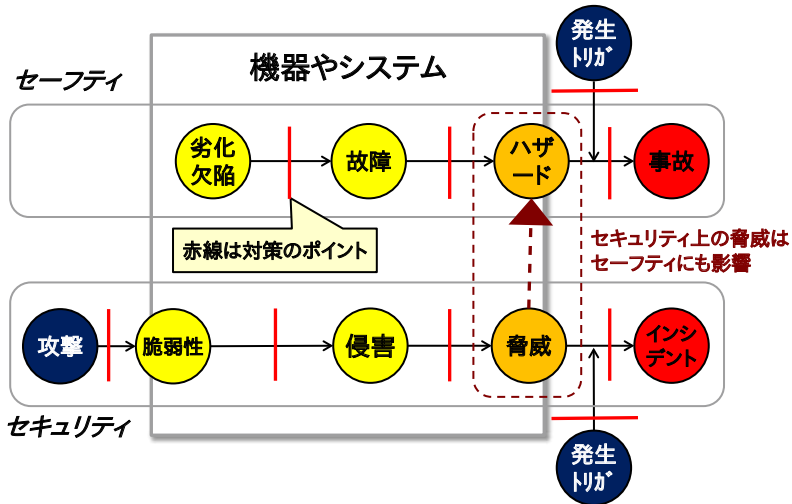 発生
ﾄﾘｶﾞ
機器やシステム
セーフティ
劣化
欠陥
故障
ハザ
ード
事故
赤線は対策のポイント
セキュリティ上の脅威は
セーフティにも影響
攻撃
脆弱性
侵害
脅威
インシ
デント
セキュリティ
発生
ﾄﾘｶﾞ